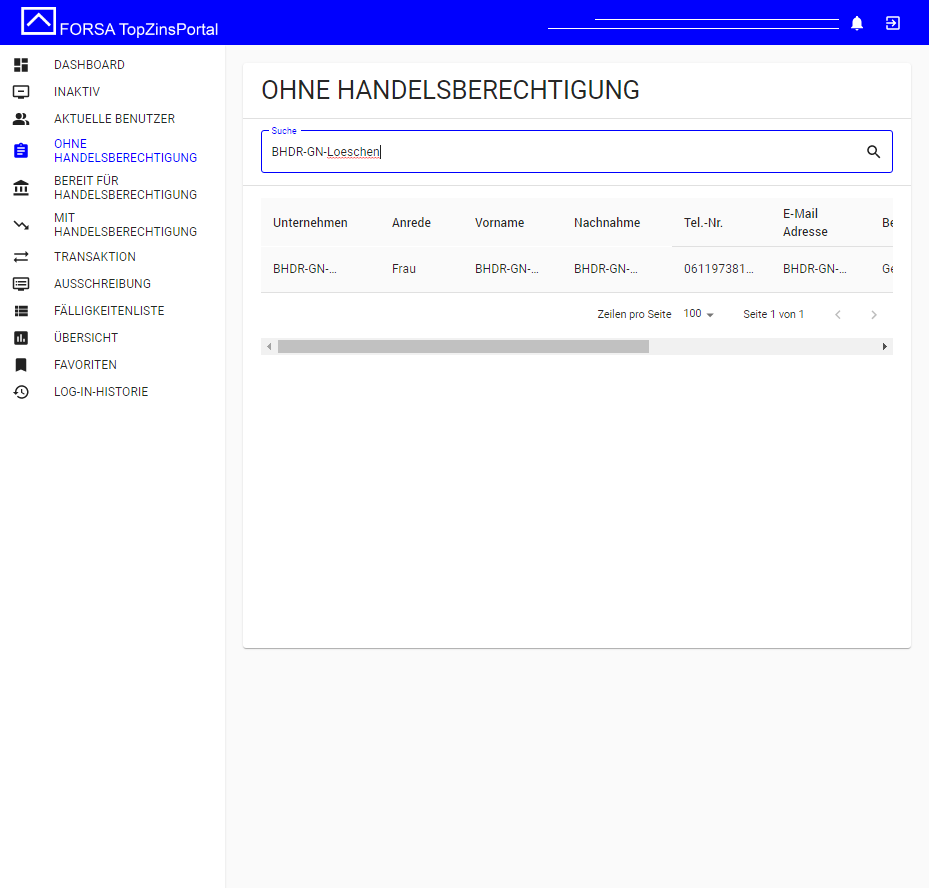 FORSA TopZinsPortal
DASHBOARD
INAKTIV
AKTUELLE BENUTZER
OHNE
HANDELSBERECHTIGUNG
BEREIT FÜR
HANDELSBERECHTIGUNG
MIT
HANDELSBERECHTIGUNG
TRANSAKTION
AUSSCHREIBUNG
FÄLLIGKEITENLISTE
ÜBERSICHT
FAVORITEN
LOG-IN-HISTORIE
OHNE HANDELSBERECHTIGUNG
Suche
BHDR-GN-Loeschen
Unternehmen Anrede Vorname Nachnahme Tel.-Nr. E-Mail Adresse Be
BHDR-GN-... Frau BHDR-GN-... BHDR-GN-... 061197381... BHDR-GN-... Ge
Zeilen pro Seite 100 Seite 1 von 1